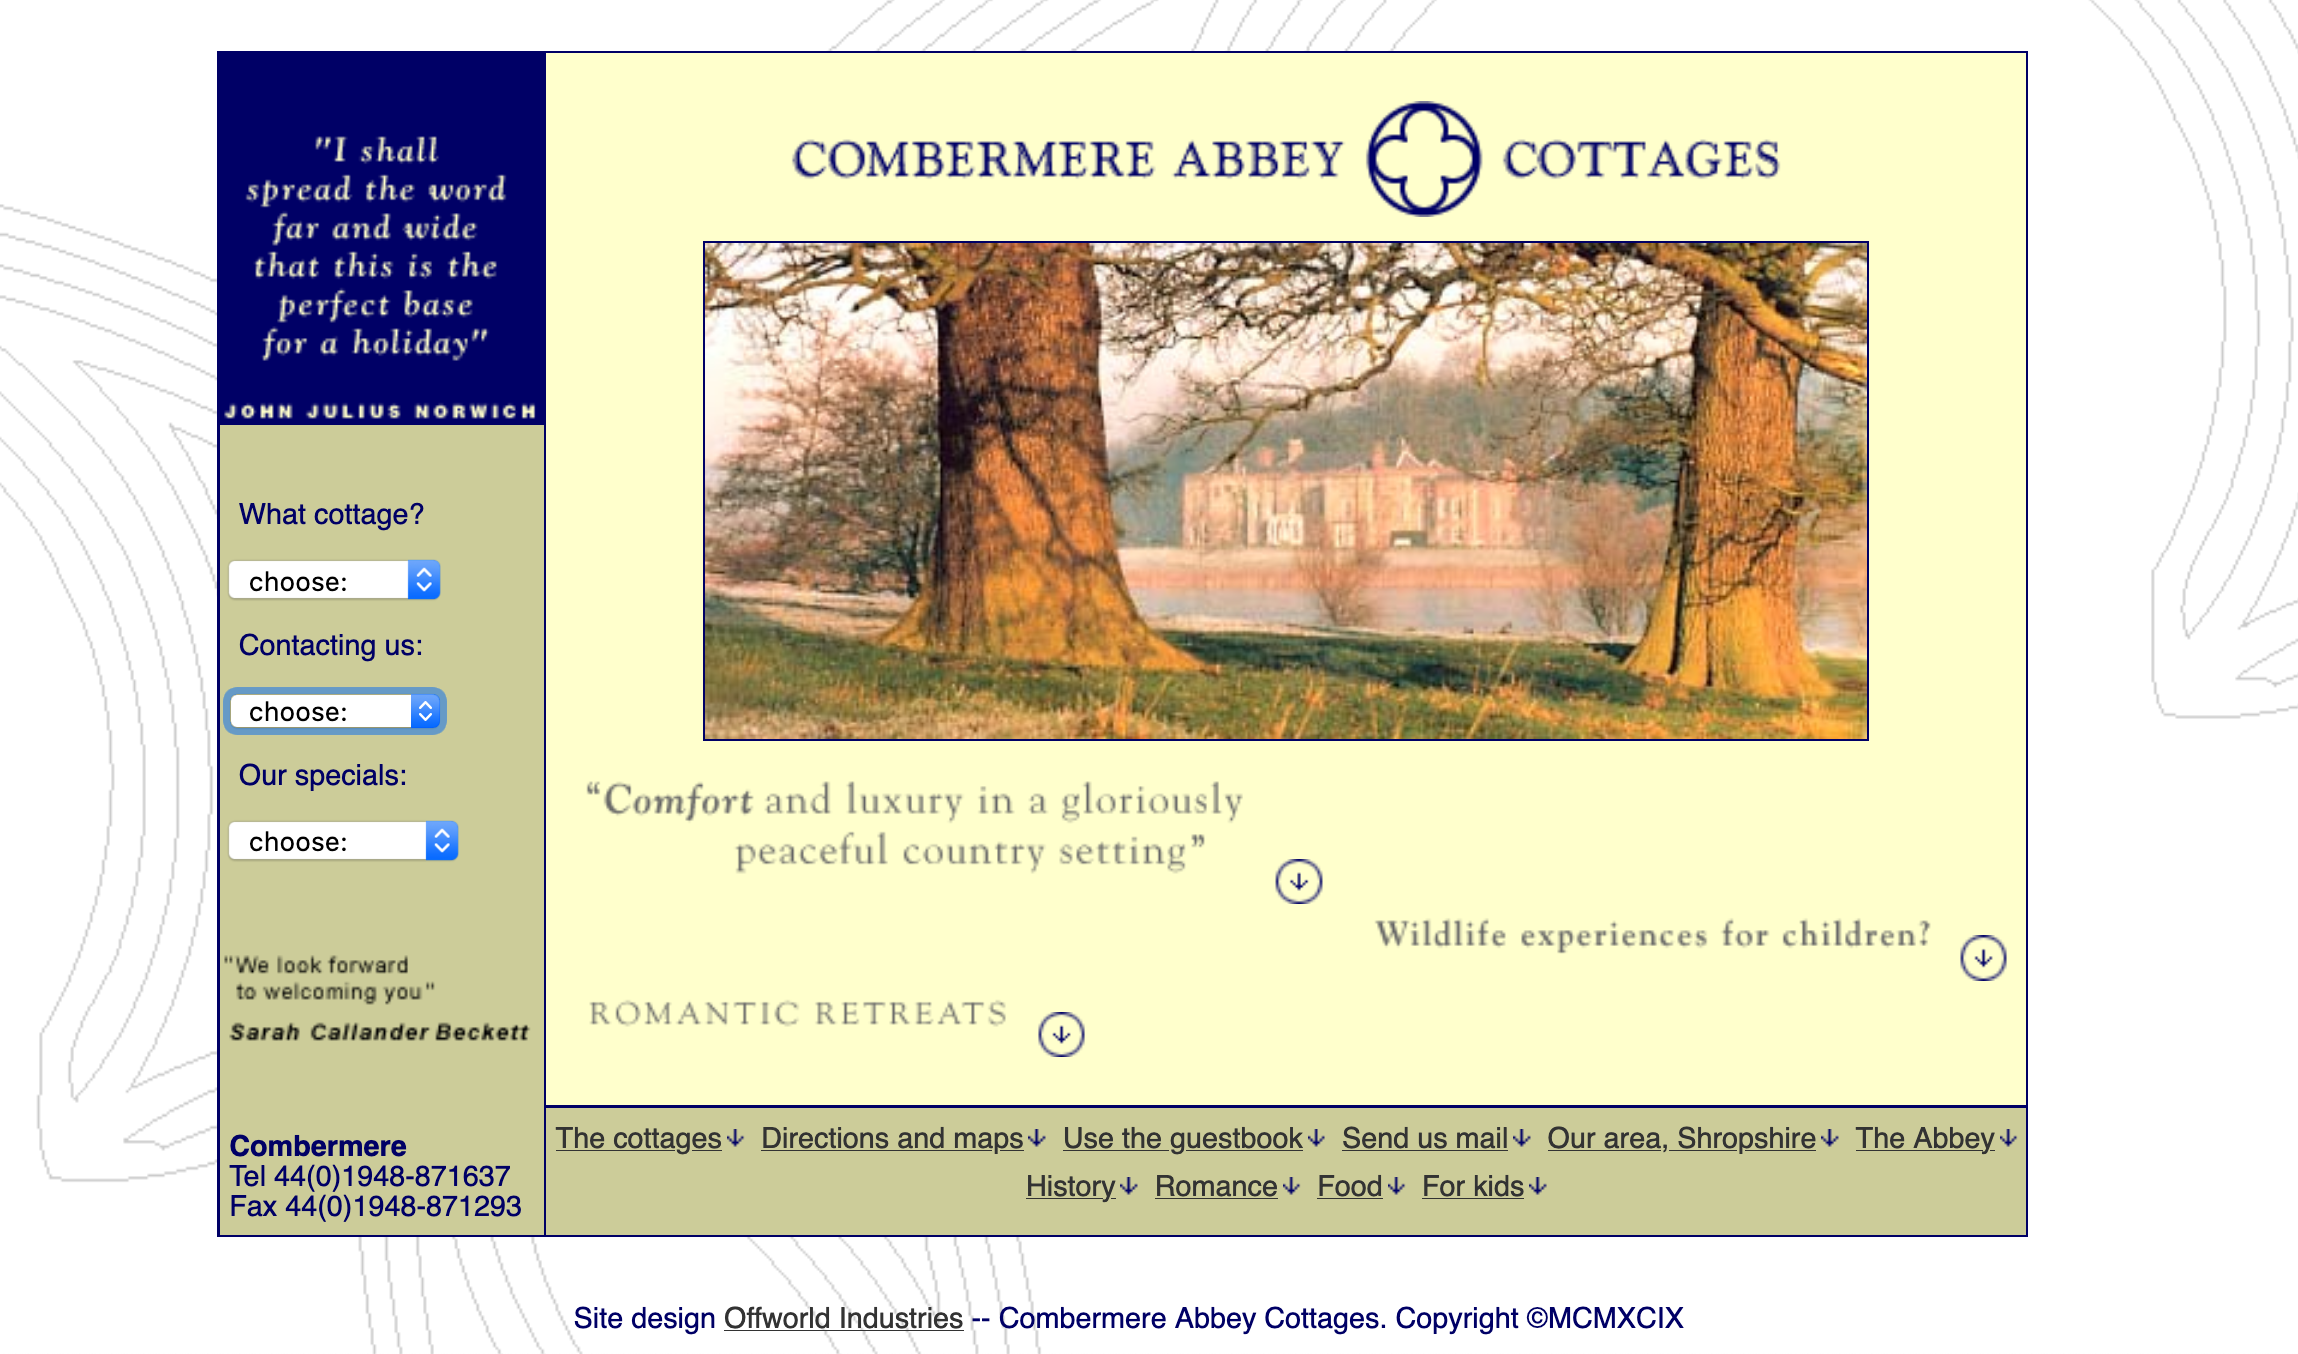 "I shall
spread the word
far and wide
that this is the
perfect base
for a holiday"
JOHN JULIUS NORWICH
What cottage?
choose:
Contacting us:
choose:
Our specials:
choose:
"We look forward
to welcoming you"
Sarah Callander Beckett
Combermere
Tel 44(0)1948-871637
Fax 44(0)1948-871293
COMBERMERE ABBEY COTTAGES
“Comfort and luxury in a gloriously
peaceful country setting”
Wildlife experiences for children?
ROMANTIC RETREATS
The cottages Directions and maps Use the guestbook Send us mail Our area, Shropshire The Abbey
History Romance Food For kids
Site design Offworld Industries -- Combermere Abbey Cottages. Copyright ©MCMXCIX